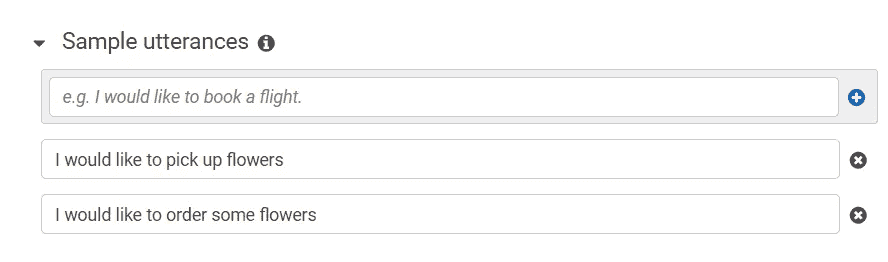 Sample utterances
e.g. I would like to book a flight.
I would like to pick up flowers
I would like to order some flowers